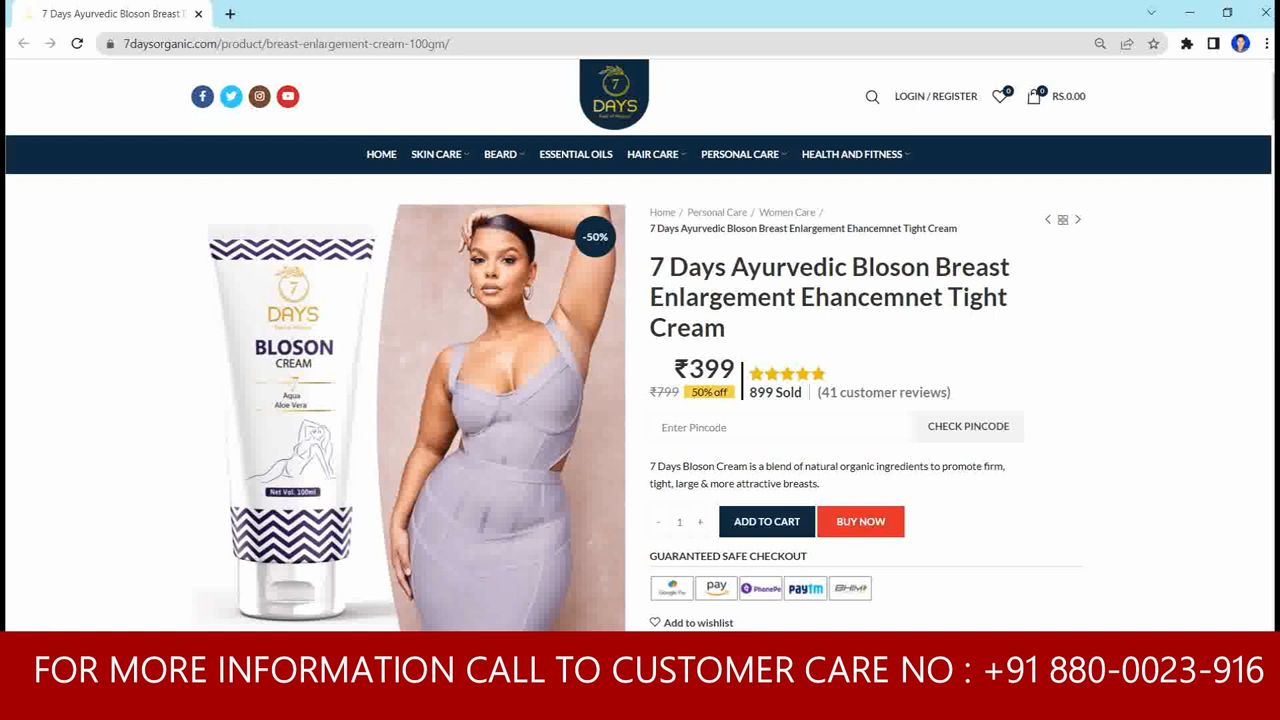 7 Days Ayurvedic Bloson Breast T
7daysorganic.com/product/breast-enlargement-cream-100gm/
7
DAYS
LOGIN / REGISTER
0
0
RS.0.00
HOME
SKIN CARE
BEARD
ESSENTIAL OILS
HAIR CARE
PERSONAL CARE
HEALTH AND FITNESS
7
DAYS
BLOSON
CREAM
Aqua
Aloe Vera
Net Vol. 100ml
-50%
Home / Personal Care / Women Care /
7 Days Ayurvedic Bloson Breast Enlargement Ehancemnet Tight Cream
7 Days Ayurvedic Bloson Breast
Enlargement Ehancemnet Tight
Cream
₹399
₹799 50% off
899 Sold
(41 customer reviews)
Enter Pincode
CHECK PINCODE
7 Days Bloson Cream is a blend of natural organic ingredients to promote firm,
tight, large & more attractive breasts.
- 1 +
ADD TO CART
BUY NOW
GUARANTEED SAFE CHECKOUT
Google Pay
pay
PhonePe
paytm
BHIM
Add to wishlist
FOR MORE INFORMATION CALL TO CUSTOMER CARE NO : +91 880-0023-916